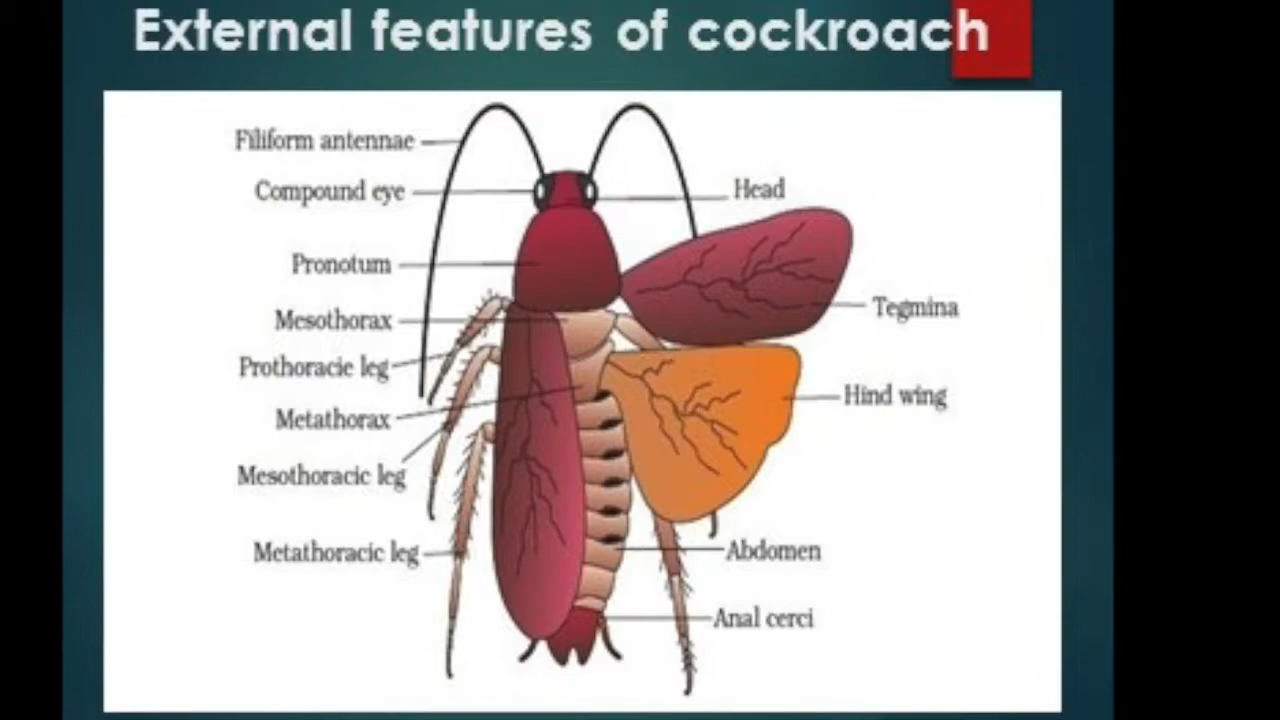 External features of cockroach
Filiform antennae
Compound eye
Head
Pronotum
Tegmina
Mesothorax
Prothoracic leg
Hind wing
Metathorax
Mesothoracic leg
Metathoracic leg
Abdomen
Anal cerci